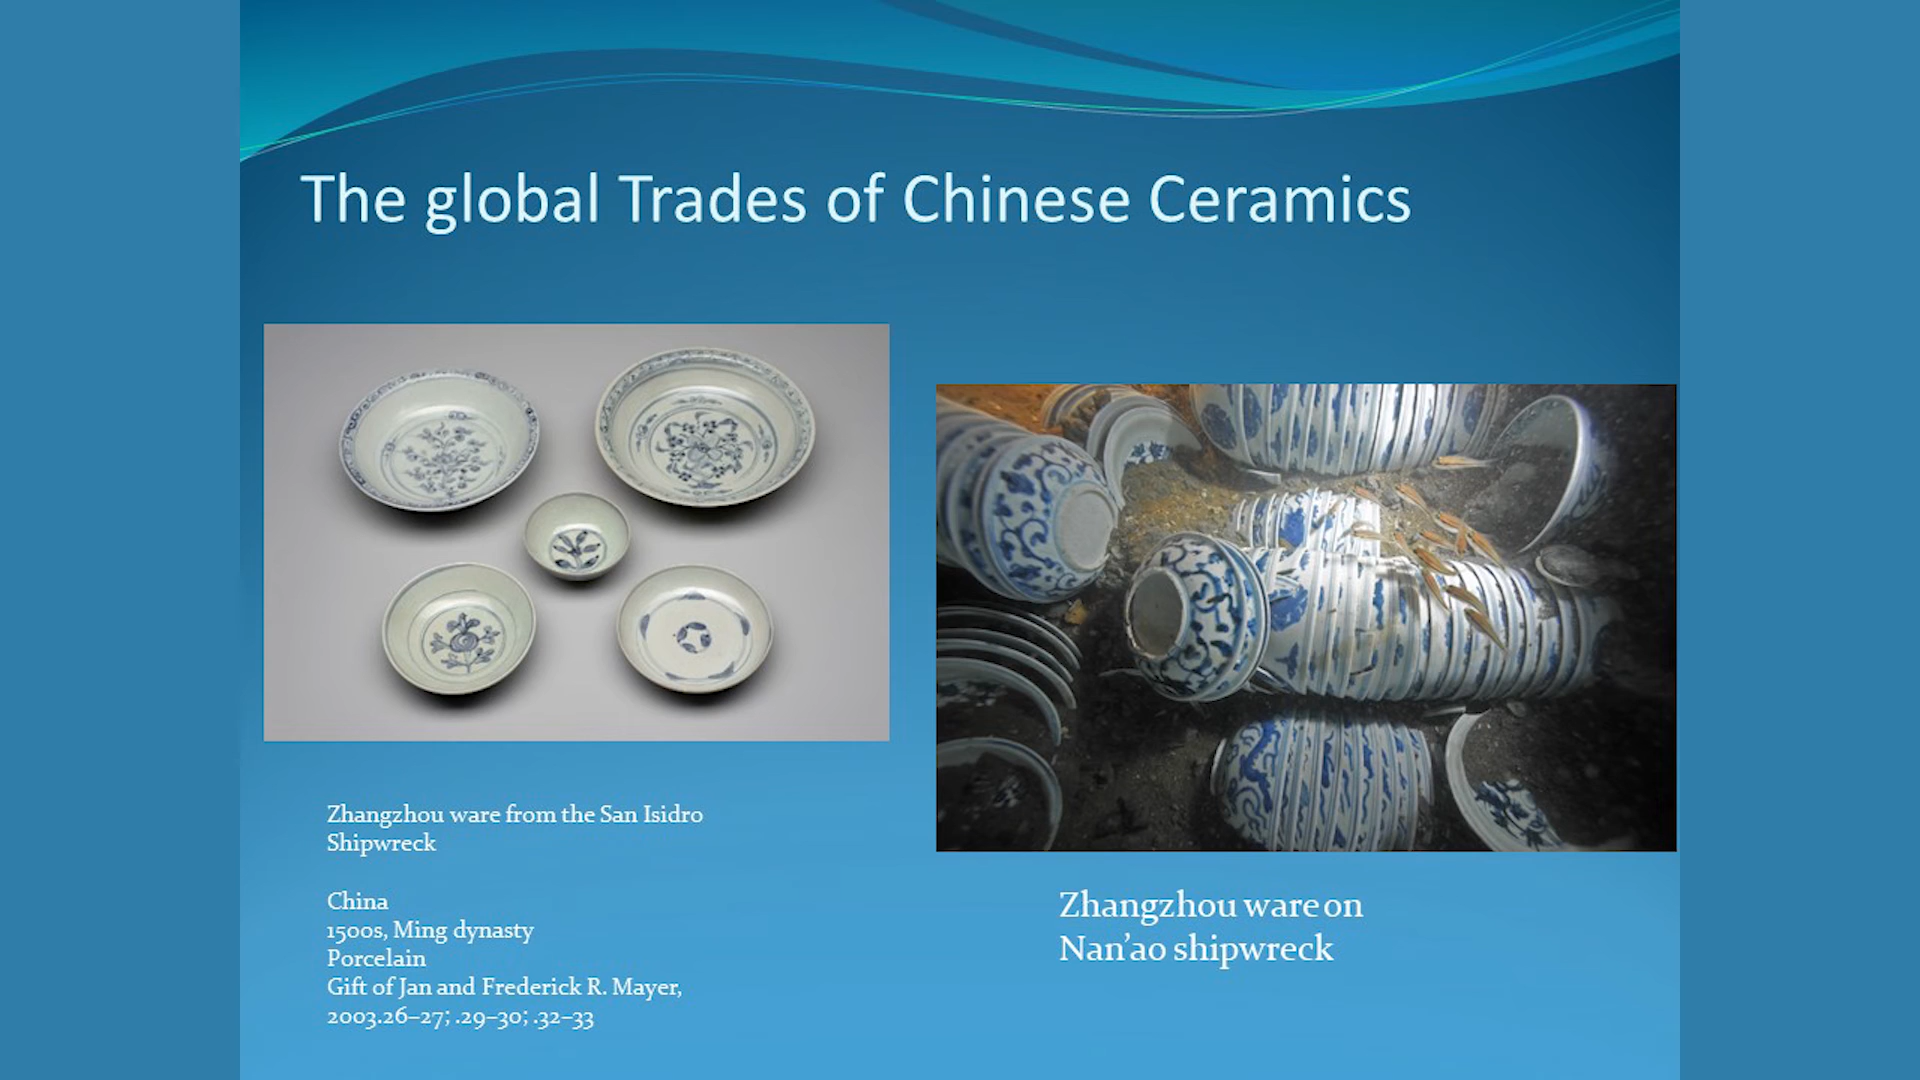 The global Trades of Chinese Ceramics
Zhangzhou ware from the San Isidro
Shipwreck
China
1500s, Ming dynasty
Porcelain
Gift of Jan and Frederick R. Mayer,
2003.26–27; .29–30; .32–33
Zhangzhou ware on
Nan’ao shipwreck